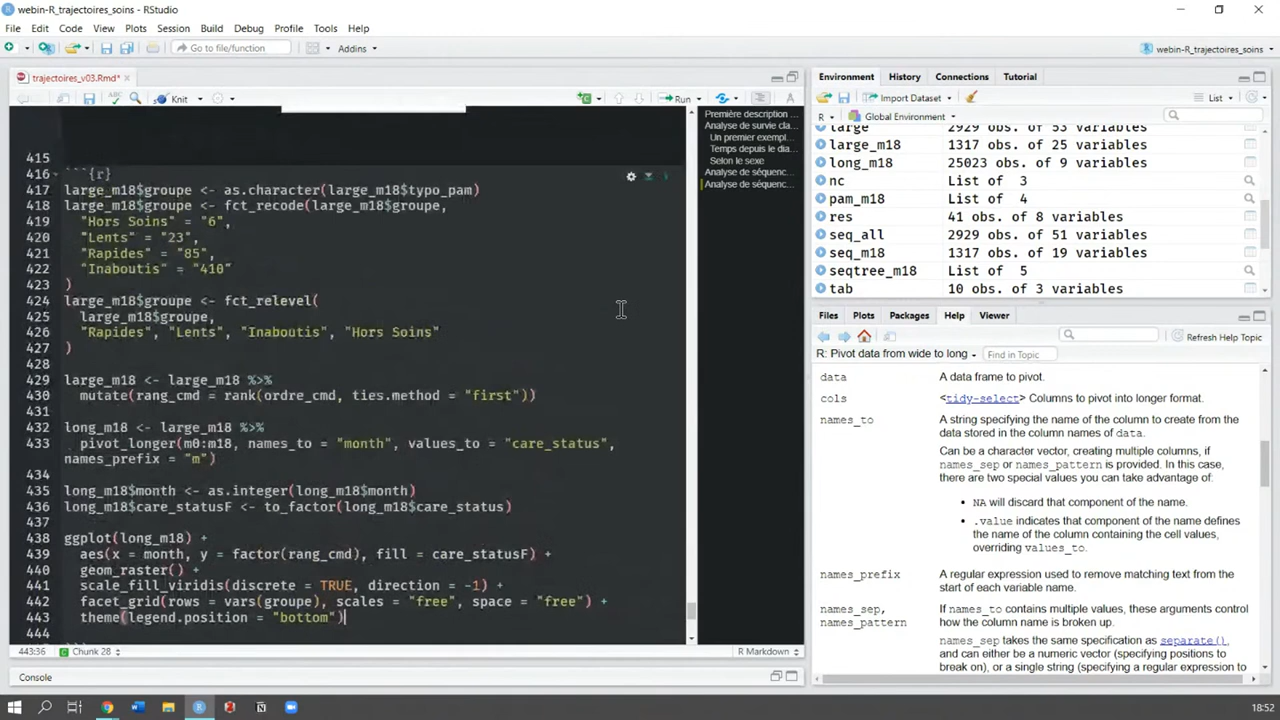 webin-R_trajectoires_soins - RStudio
File Edit Code View Plots Session Build Debug Profile Tools Help
Go to file/function Addins webin-R_trajectoires_soins
trajectoires_v03.Rmd*
Knit Run
415
416 ```{r}
417 large_m18$groupe <- as.character(large_m18$typo_pam)
418 large_m18$groupe <- fct_recode(large_m18$groupe,
419 "Hors Soins" = "6",
420 "Lents" = "23",
421 "Rapides" = "85",
422 "Inaboutis" = "410"
423 )
424 large_m18$groupe <- fct_relevel(
425 large_m18$groupe,
426 "Rapides", "Lents", "Inaboutis", "Hors Soins"
427 )
428
429 large_m18 <- large_m18 %>%
430 mutate(rang_cmd = rank(ordre_cmd, ties.method = "first"))
431
432 long_m18 <- large_m18 %>%
433 pivot_longer(m0:m18, names_to = "month", values_to = "care_status",
names_prefix = "m")
434
435 long_m18$month <- as.integer(long_m18$month)
436 long_m18$care_statusF <- to_factor(long_m18$care_status)
437
438 ggplot(long_m18) +
439 aes(x = month, y = factor(rang_cmd), fill = care_statusF) +
440 geom_raster() +
441 scale_fill_viridis(discrete = TRUE, direction = -1) +
442 facet_grid(rows = vars(groupe), scales = "free", space = "free") +
443 theme(legend.position = "bottom")
444
443:36 Chunk 28 R Markdown
Console
Première description ...
Analyse de survie cla...
Un premier exempl...
Temps depuis le dia...
Selon le sexe
Analyse de séquenc...
Analyse de séquenc...
Environment History Connections Tutorial
Import Dataset List
R Global Environment
large 2929 obs. of 53 variables
large_m18 1317 obs. of 25 variables
long_m18 25023 obs. of 9 variables
nc List of 3
pam_m18 List of 4
res 41 obs. of 8 variables
seq_all 2929 obs. of 51 variables
seq_m18 1317 obs. of 19 variables
seqtree_m18 List of 5
tab 10 obs. of 3 variables
Files Plots Packages Help Viewer
Refresh Help Topic
R: Pivot data from wide to long Find in Topic
data A data frame to pivot.
cols <tidy-select> Columns to pivot into longer format.
names_to A string specifying the name of the column to create from the
data stored in the column names of data.
Can be a character vector, creating multiple columns, if
names_sep or names_pattern is provided. In this case,
there are two special values you can take advantage of:
• NA will discard that component of the name.
• .value indicates that component of the name defines
the name of the column containing the cell values,
overriding values_to.
names_prefix A regular expression used to remove matching text from the
start of each variable name.
names_sep, If names_to contains multiple values, these arguments control
names_pattern how the column name is broken up.
names_sep takes the same specification as separate(),
and can either be a numeric vector (specifying positions to
break on), or a single string (specifying a regular expression to
18:52